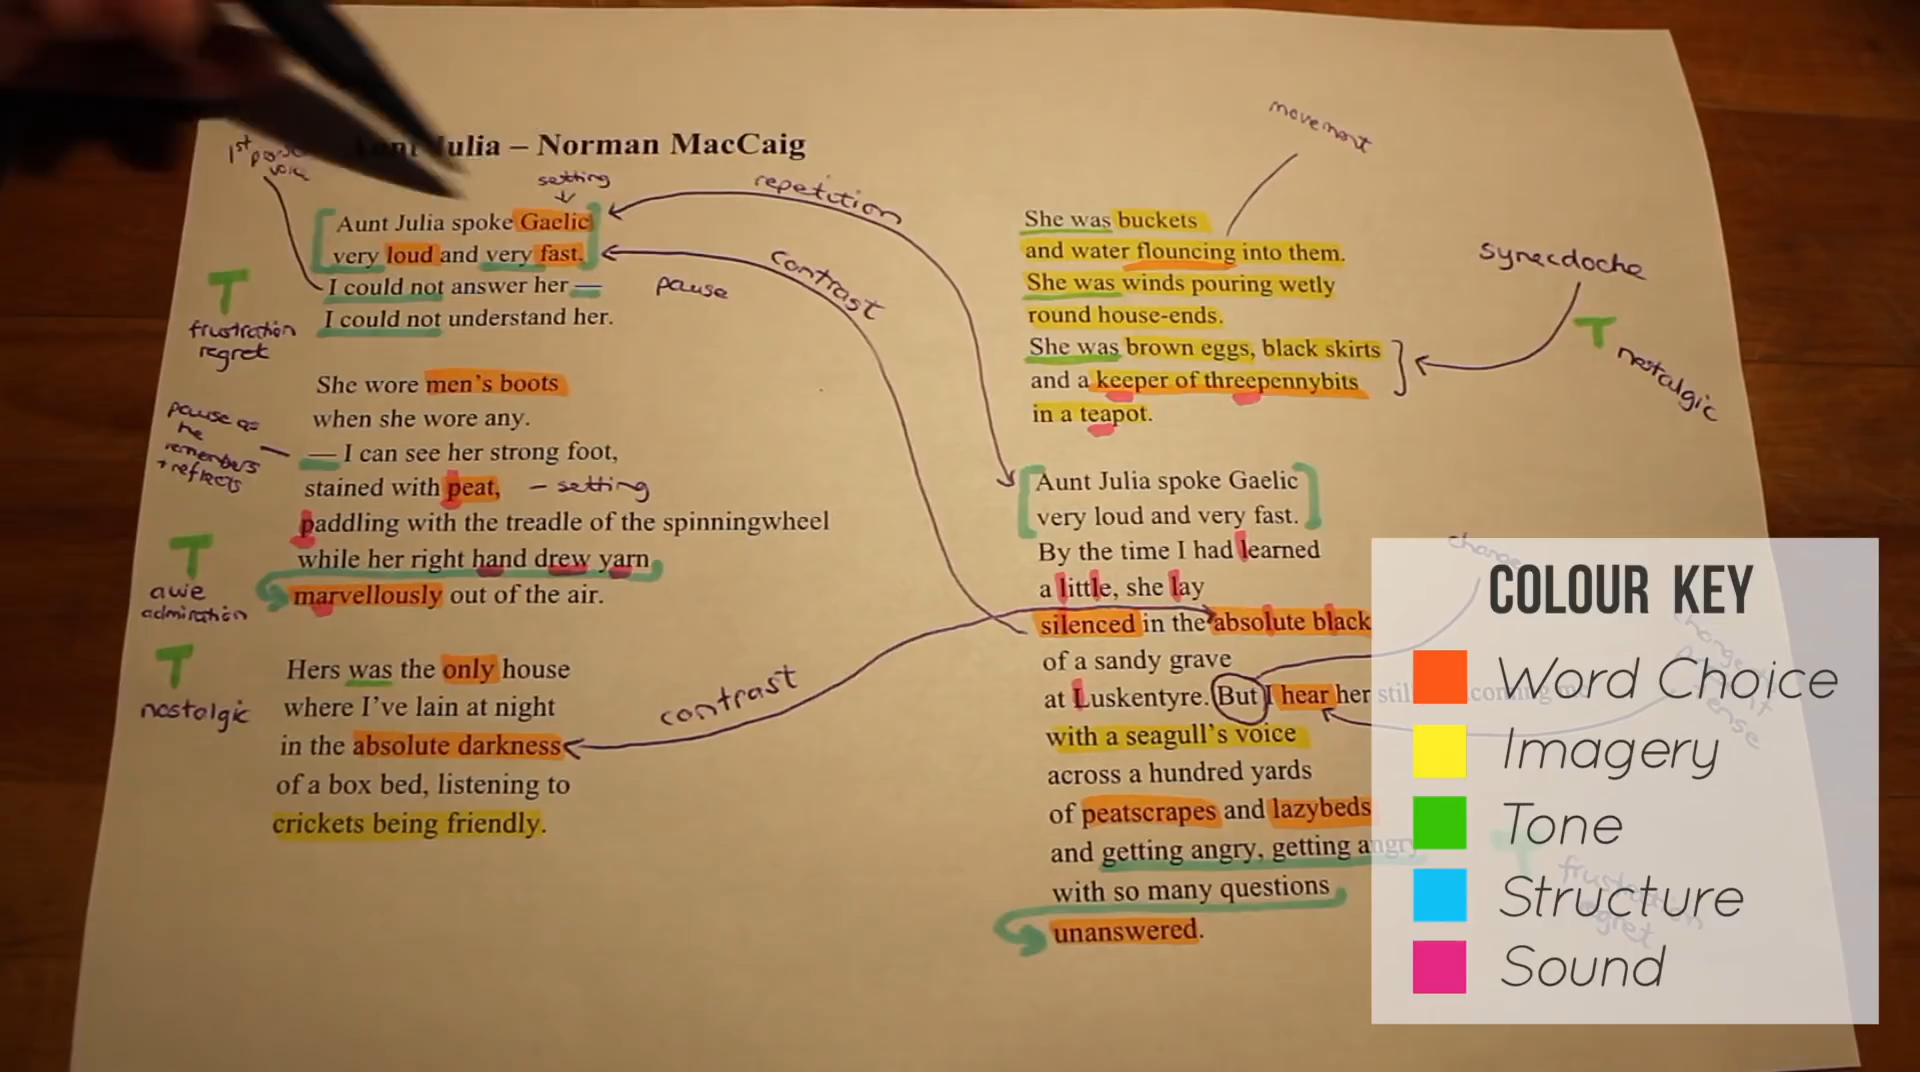 Aunt Julia – Norman MacCaig
1st person voice
setting
Aunt Julia spoke Gaelic
very loud and very fast.
I could not answer her —
I could not understand her.
pause
repetition
contrast
T
frustration
regret
She wore men's boots
when she wore any.
— I can see her strong foot,
stained with peat, – setting
paddling with the treadle of the spinningwheel
while her right hand drew yarn
marvellously out of the air.
pause as
he
remembers
+ reflects
T
awe
admiration
T
nostalgic
Hers was the only house
where I've lain at night
in the absolute darkness
of a box bed, listening to
crickets being friendly.
contrast
movement
She was buckets
and water flouncing into them.
She was winds pouring wetly
round house-ends.
She was brown eggs, black skirts
and a keeper of threepennybits
in a teapot.
synecdoche
T
nostalgic
Aunt Julia spoke Gaelic
very loud and very fast.
By the time I had learned
a little, she lay
silenced in the absolute black
of a sandy grave
at Luskentyre. But I hear her still
with a seagull's voice
across a hundred yards
of peatscrapes and lazybeds
and getting angry, getting angry
with so many questions
unanswered.
change
T
frustration
regret
COLOUR KEY
Word Choice
Imagery
Tone
Structure
Sound